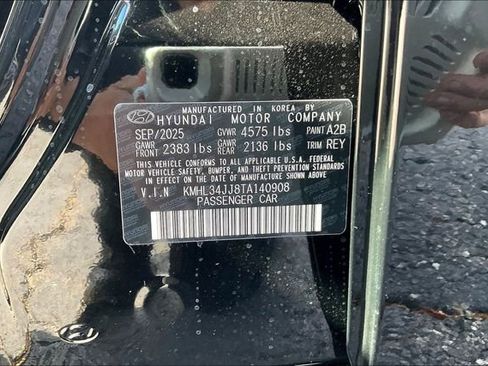 MANUFACTURED IN KOREA BY
HYUNDAI MOTOR COMPANY
SEP/2025 GVWR 4575 lbs PAINT A2B
GAWR FRONT 2383 lbs GAWR REAR 2136 lbs TRIM REY
THIS VEHICLE CONFORMS TO ALL APPLICABLE U.S.A. FEDERAL
MOTOR VEHICLE SAFETY, BUMPER, AND THEFT PREVENTION STANDARDS
IN EFFECT ON THE DATE OF MANUFACTURE SHOWN ABOVE.
V.I.N KMHL34JJ8TA140908
PASSENGER CAR